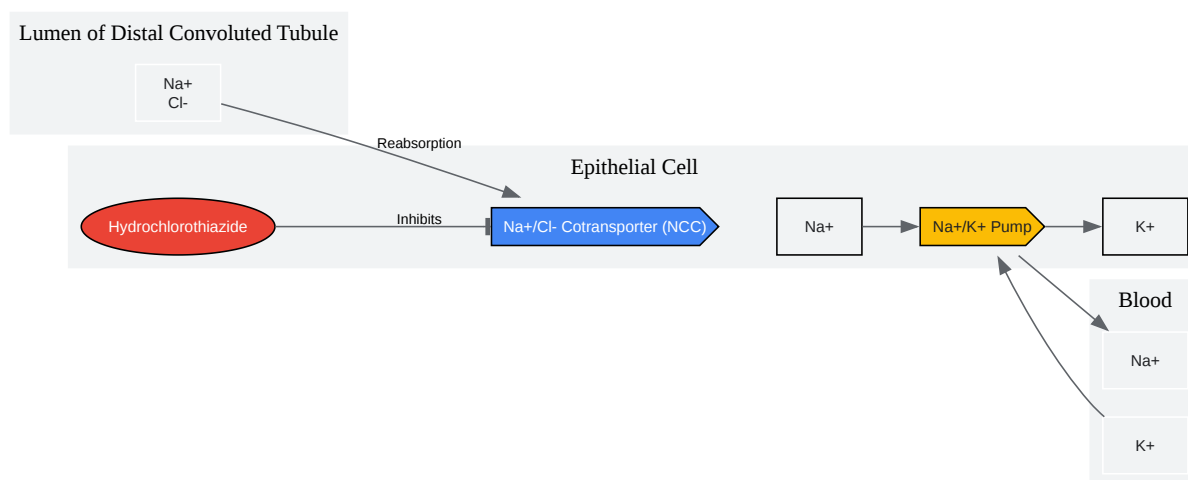 Lumen of Distal Convoluted Tubule
Na+
Cl-
Reabsorption
Epithelial Cell
Hydrochlorothiazide
Inhibits
Na+/Cl- Cotransporter (NCC)
Na+
Na+/K+ Pump
K+
Blood
Na+
K+